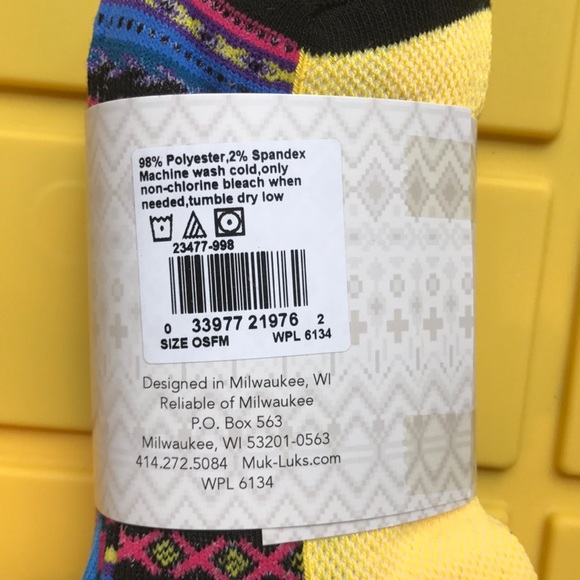 98% Polyester,2% Spandex
Machine wash cold,only
non-chlorine bleach when
needed,tumble dry low
23477-998
0 33977 21976 2
SIZE OSFM WPL 6134
Designed in Milwaukee, WI
Reliable of Milwaukee
P.O. Box 563
Milwaukee, WI 53201-0563
414.272.5084 Muk-Luks.com
WPL 6134